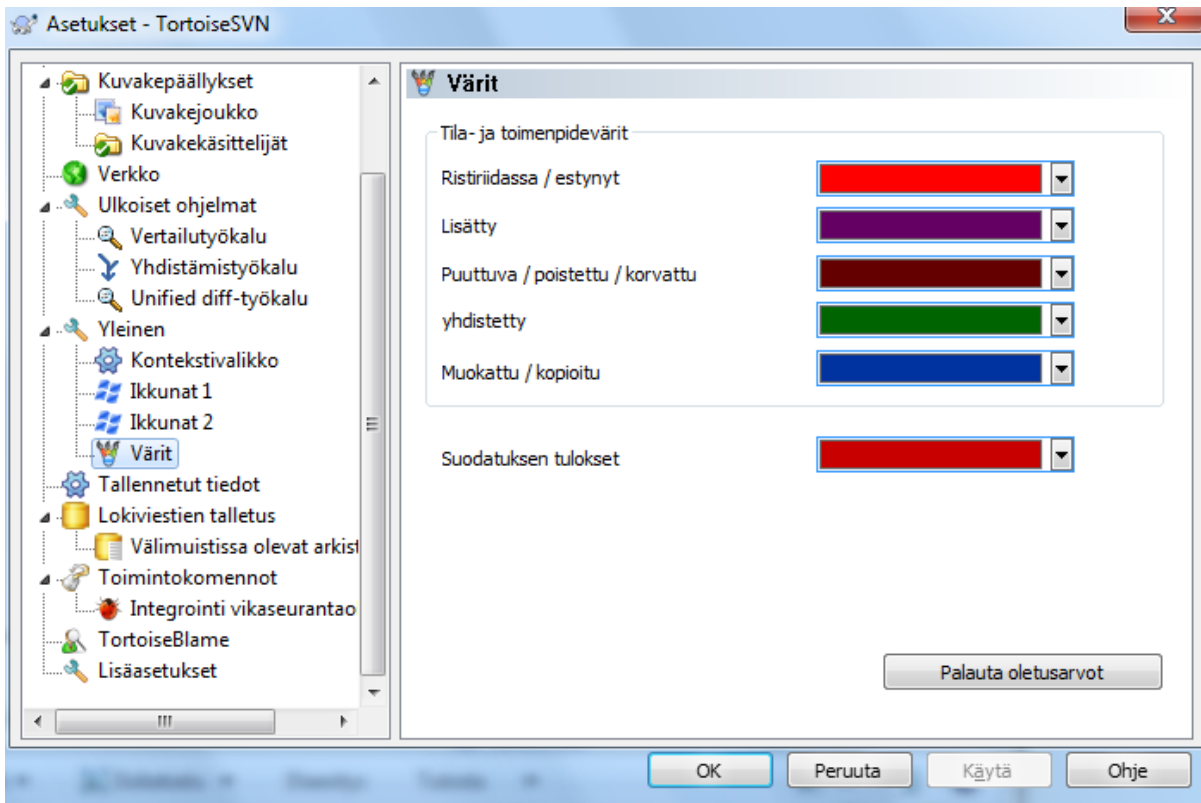 Asetukset - TortoiseSVN
Kuvakepäällykset
Kuvakejoukko
Kuvakekäsittelijät
Verkko
Ulkoiset ohjelmat
Vertailutyökalu
Yhdistämistyökalu
Unified diff-työkalu
Yleinen
Kontekstivalikko
Ikkunat 1
Ikkunat 2
Värit
Tallennetut tiedot
Lokiviestien talletus
Välimuistissa olevat arkist
Toimintokomennot
Integrointi vikaseurantao
TortoiseBlame
Lisäasetukset
Värit
Tila- ja toimenpidevärit
Ristiriidassa / estynyt
Lisätty
Puuttuva / poistettu / korvattu
yhdistetty
Muokattu / kopioitu
Suodatuksen tulokset
Palauta oletusarvot
OK
Peruuta
Käytä
Ohje